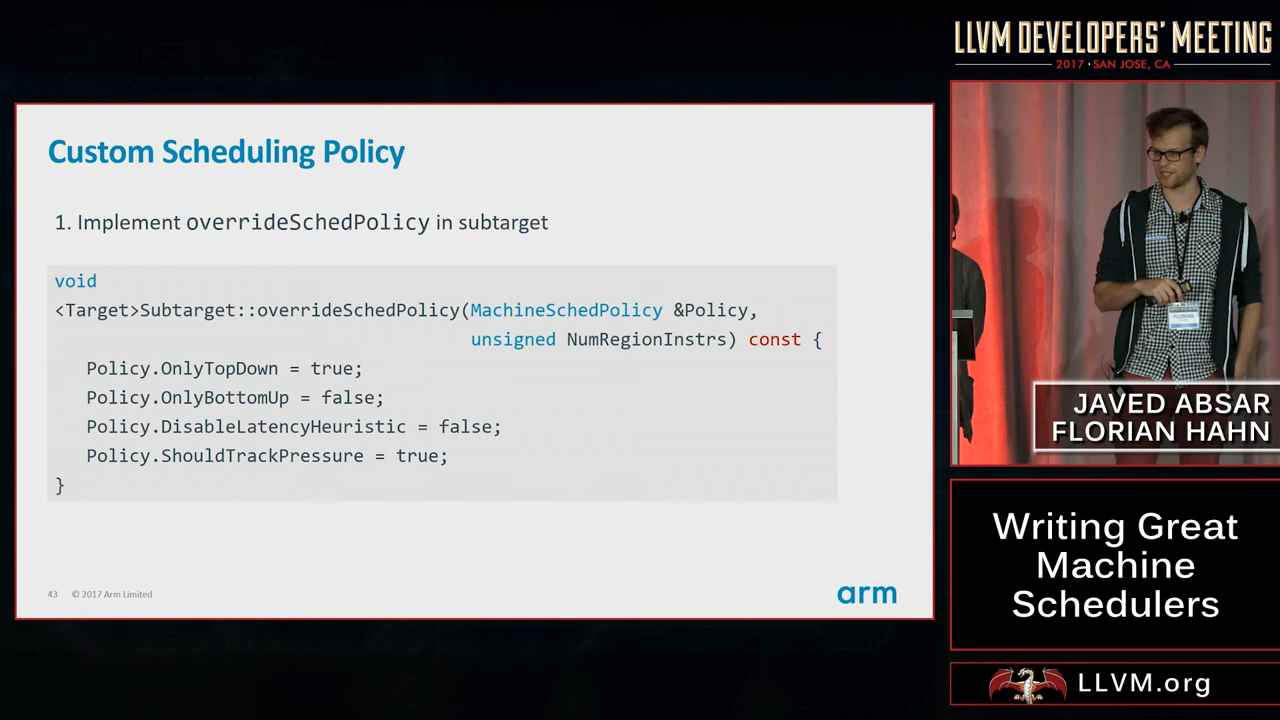 LLVM DEVELOPERS' MEETING
2017 · SAN JOSE, CA
Custom Scheduling Policy
1. Implement overrideSchedPolicy in subtarget
void
<Target>Subtarget::overrideSchedPolicy(MachineSchedPolicy &Policy,
unsigned NumRegionInstrs) const {
Policy.OnlyTopDown = true;
Policy.OnlyBottomUp = false;
Policy.DisableLatencyHeuristic = false;
Policy.ShouldTrackPressure = true;
}
43 © 2017 Arm Limited
arm
FLORIAN
JAVED ABSAR
FLORIAN HAHN
Writing Great
Machine
Schedulers
LLVM.org